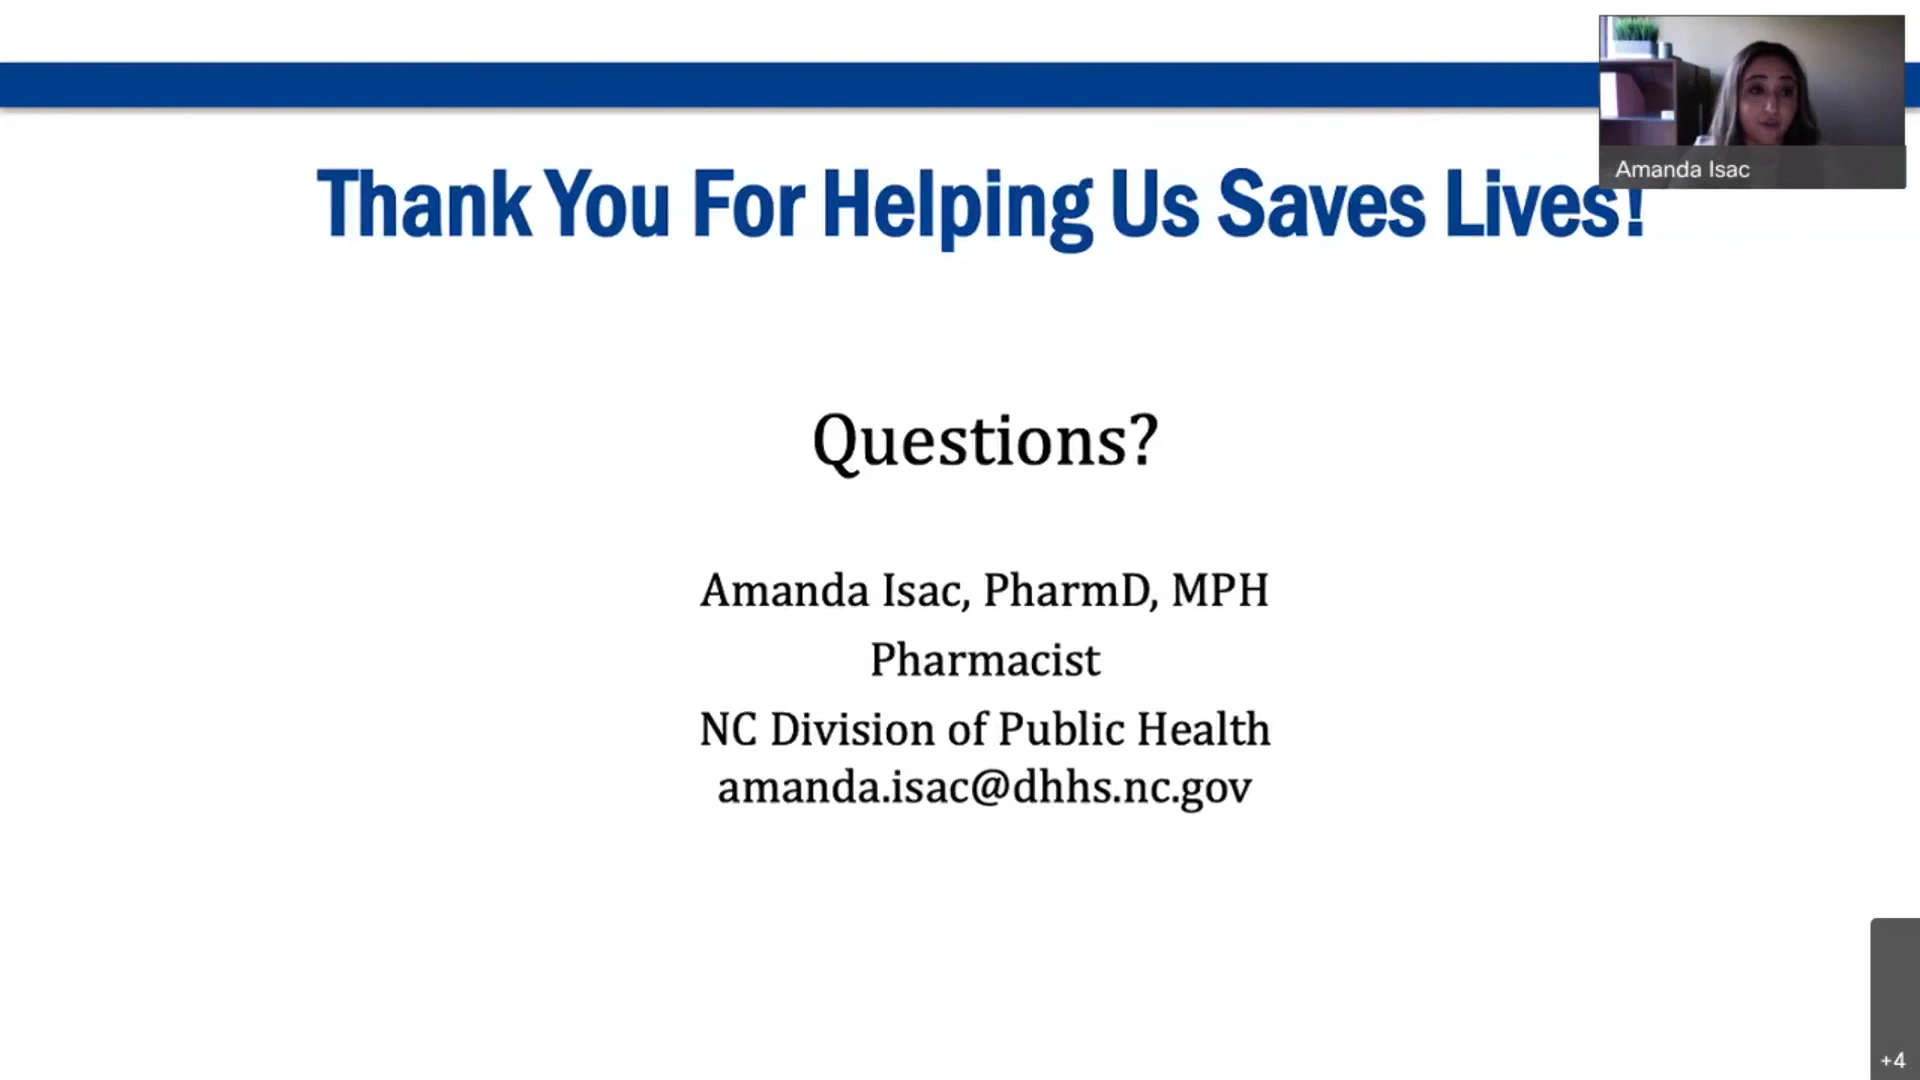 Amanda Isac
Thank You For Helping Us Saves Lives!
Questions?
Amanda Isac, PharmD, MPH
Pharmacist
NC Division of Public Health
amanda.isac@dhhs.nc.gov
+4